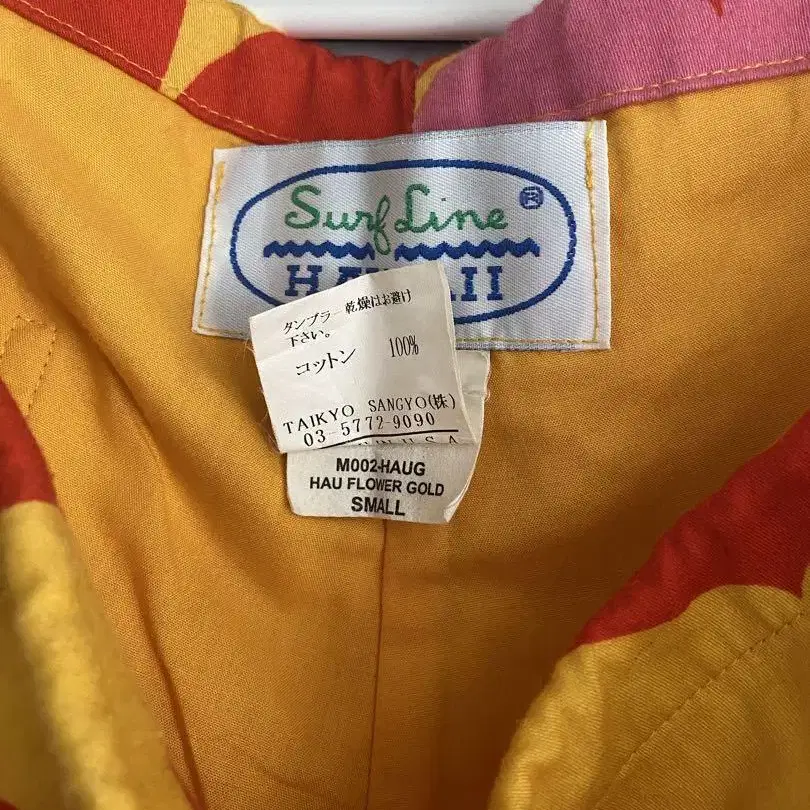 Surf Line ®
タンブラー乾燥はお避け
下さい。
コットン 100%
TAIKYO SANGYO(株)
03-5772-9090
IN U.S.A
M002-HAUG
HAU FLOWER GOLD
SMALL